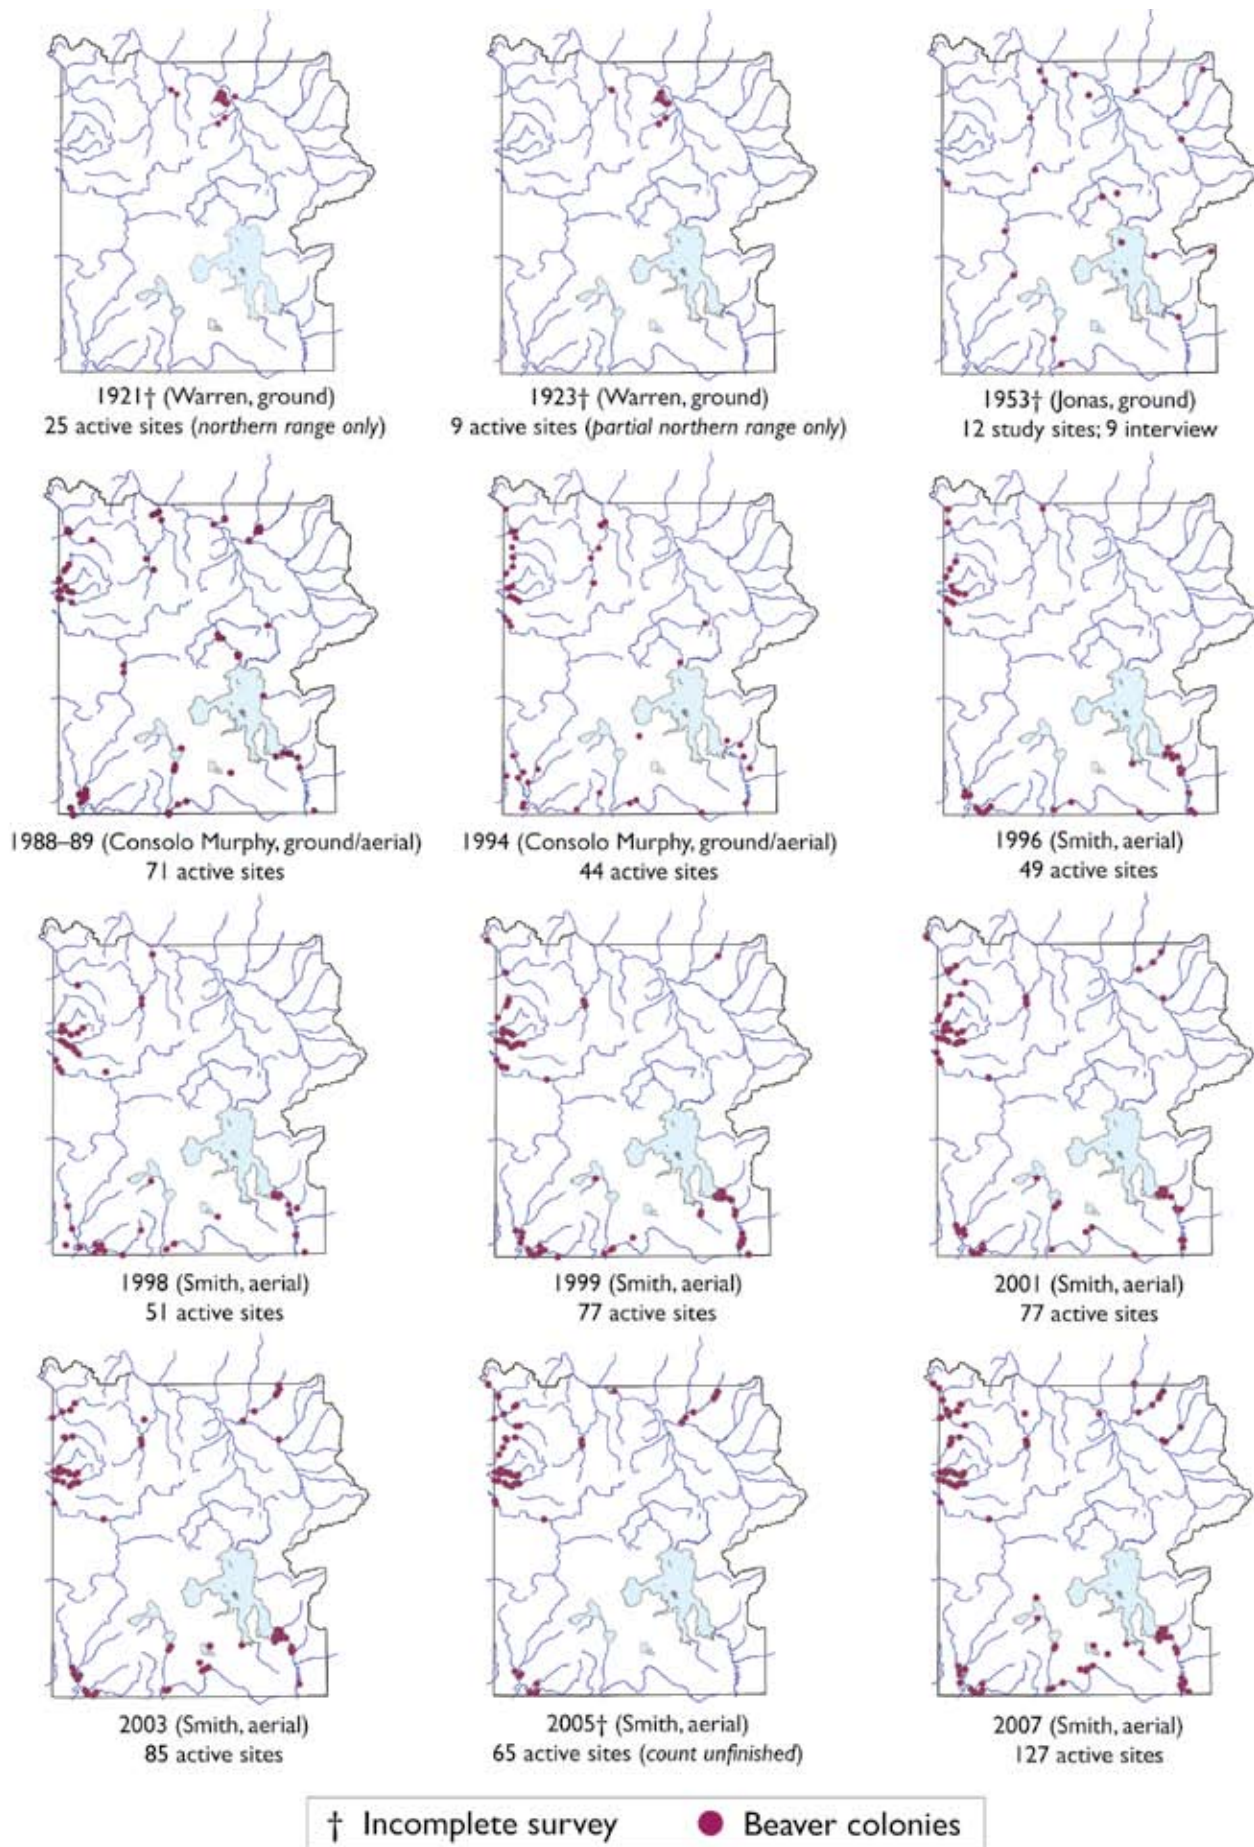 1921† (Warren, ground)
25 active sites (northern range only)
1923† (Warren, ground)
9 active sites (partial northern range only)
1953† (Jonas, ground)
12 study sites; 9 interview
1988–89 (Consolo Murphy, ground/aerial)
71 active sites
1994 (Consolo Murphy, ground/aerial)
44 active sites
1996 (Smith, aerial)
49 active sites
1998 (Smith, aerial)
51 active sites
1999 (Smith, aerial)
77 active sites
2001 (Smith, aerial)
77 active sites
2003 (Smith, aerial)
85 active sites
2005† (Smith, aerial)
65 active sites (count unfinished)
2007 (Smith, aerial)
127 active sites
† Incomplete survey
Beaver colonies